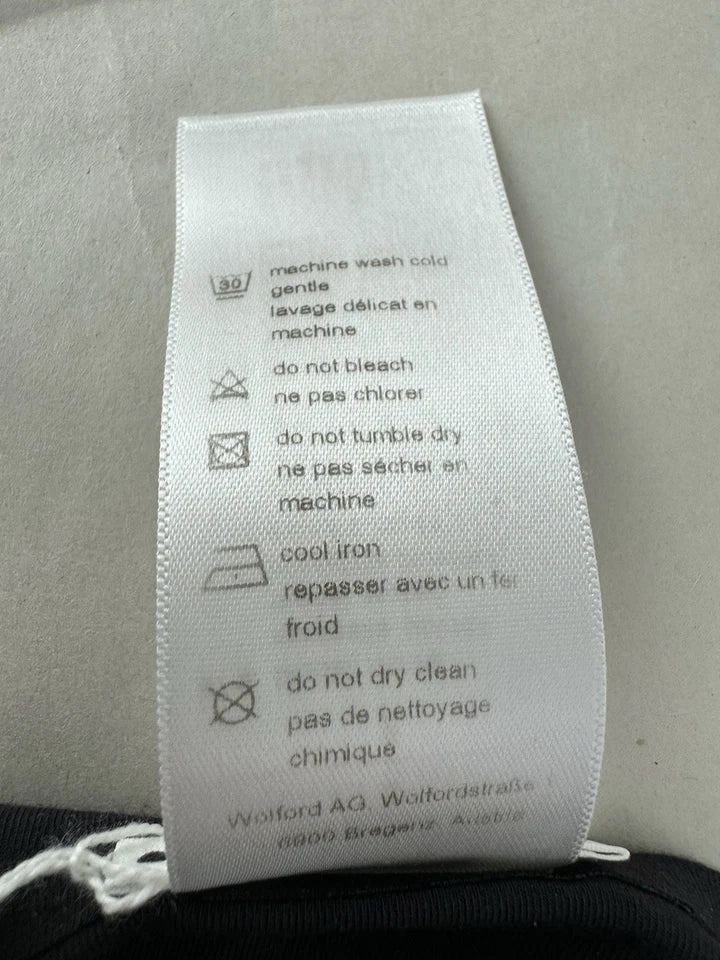 30
machine wash cold
gentle
lavage délicat en
machine
do not bleach
ne pas chlorer
do not tumble dry
ne pas sécher en
machine
cool iron
repasser avec un fer
froid
do not dry clean
pas de nettoyage
chimique
Wolford AG, Wolfordstraße 1
6900 Bregenz, Austria